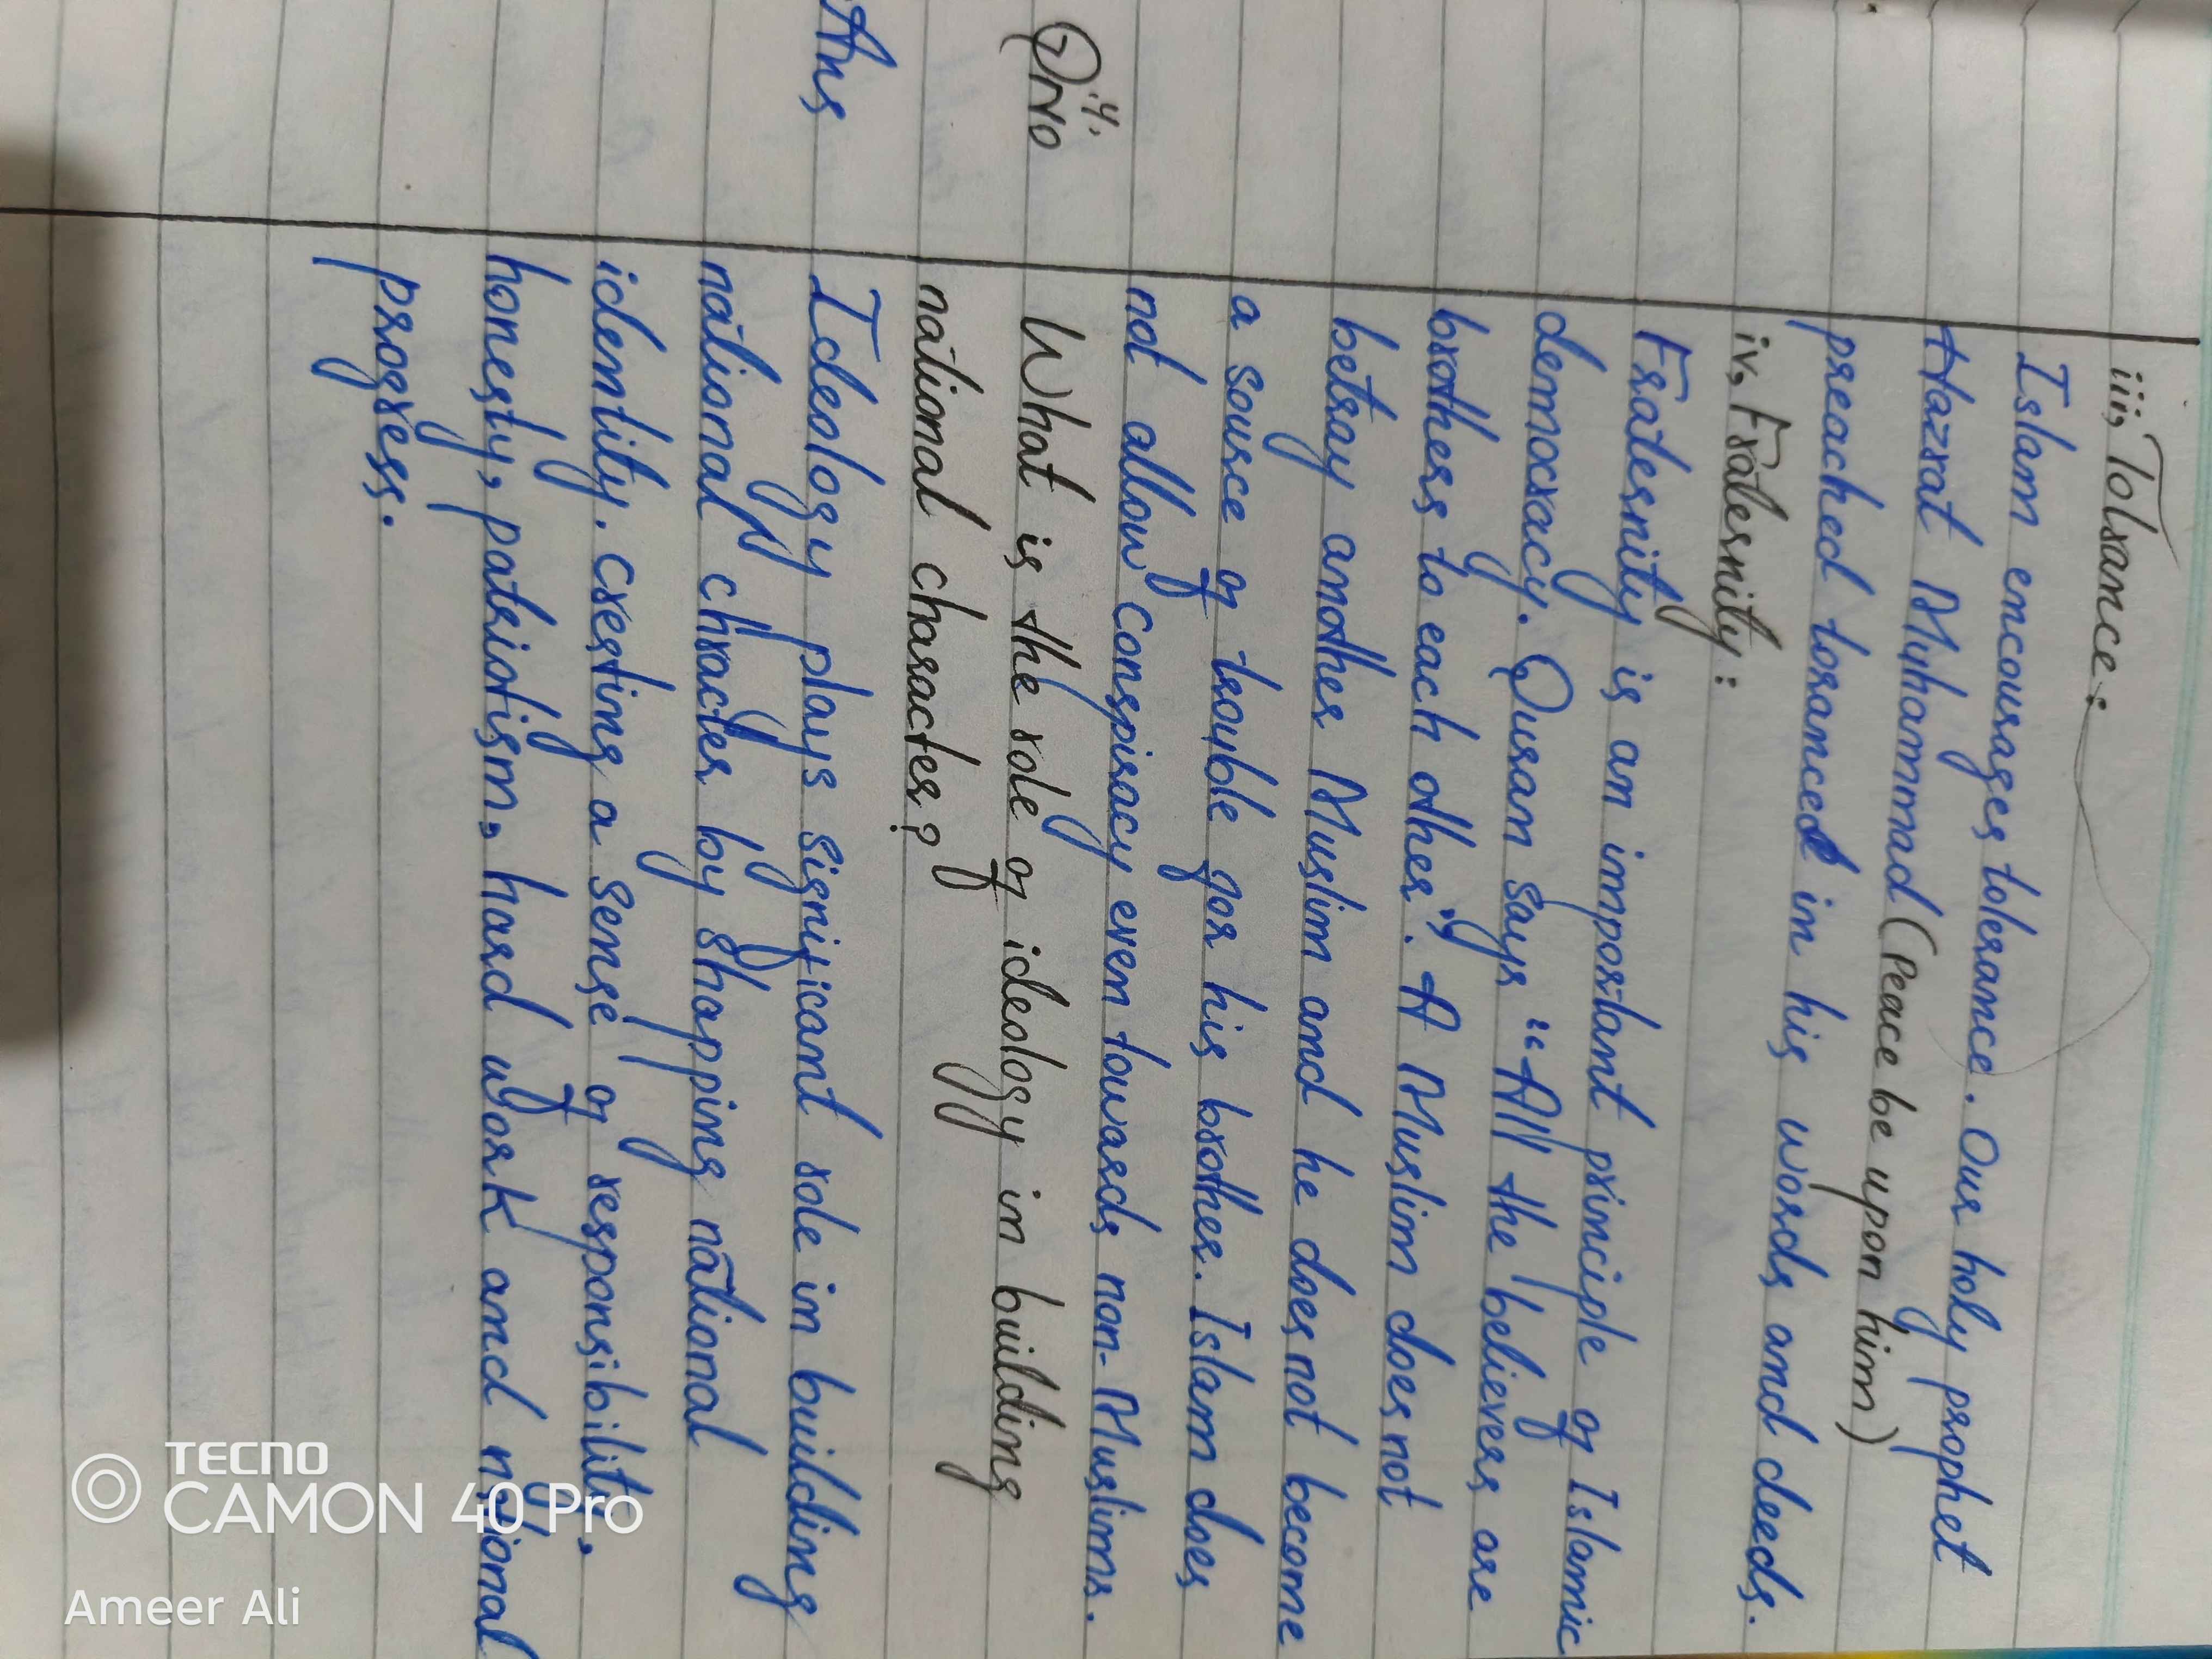 iii, Tolrance:
Islam encourages tolerance. Our holy prophet
Hazrat Muhammad (Peace be upon him)
preached toranced in his words and deeds.
iv, Fraternity:
Fraternity is an important principle of Islamic
democracy. Quran says “All the believers are
brothers to each other”. A Muslim does not
betray another Muslim and he does not become
a source of trouble for his brother. Islam does
not allow conspiracy even towards non-Muslims.
QNo .4. What is the role of ideology in building
national character?
Ans Ideology plays significant role in building
national chracter by shapping national
identity. creating a sense of responsibility,
honesty, patriotism, hard work and national
progress.
TECNO
CAMON 40 Pro
Ameer Ali